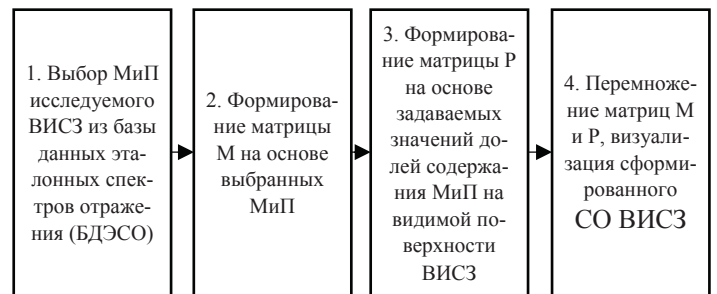 1. Выбор МиП
исследуемого
ВИСЗ из базы
данных эта-
лонных спек-
тров отраже-
ния (БДЭСО)
2. Формирова-
ние матрицы
М на основе
выбранных
МиП
3. Формирова-
ние матрицы Р
на основе
задаваемых
значений до-
лей содержа-
ния МиП на
видимой по-
верхности
ВИСЗ
4. Перемноже-
ние матриц М
и Р, визуали-
зация сформи-
рованного
СО ВИСЗ